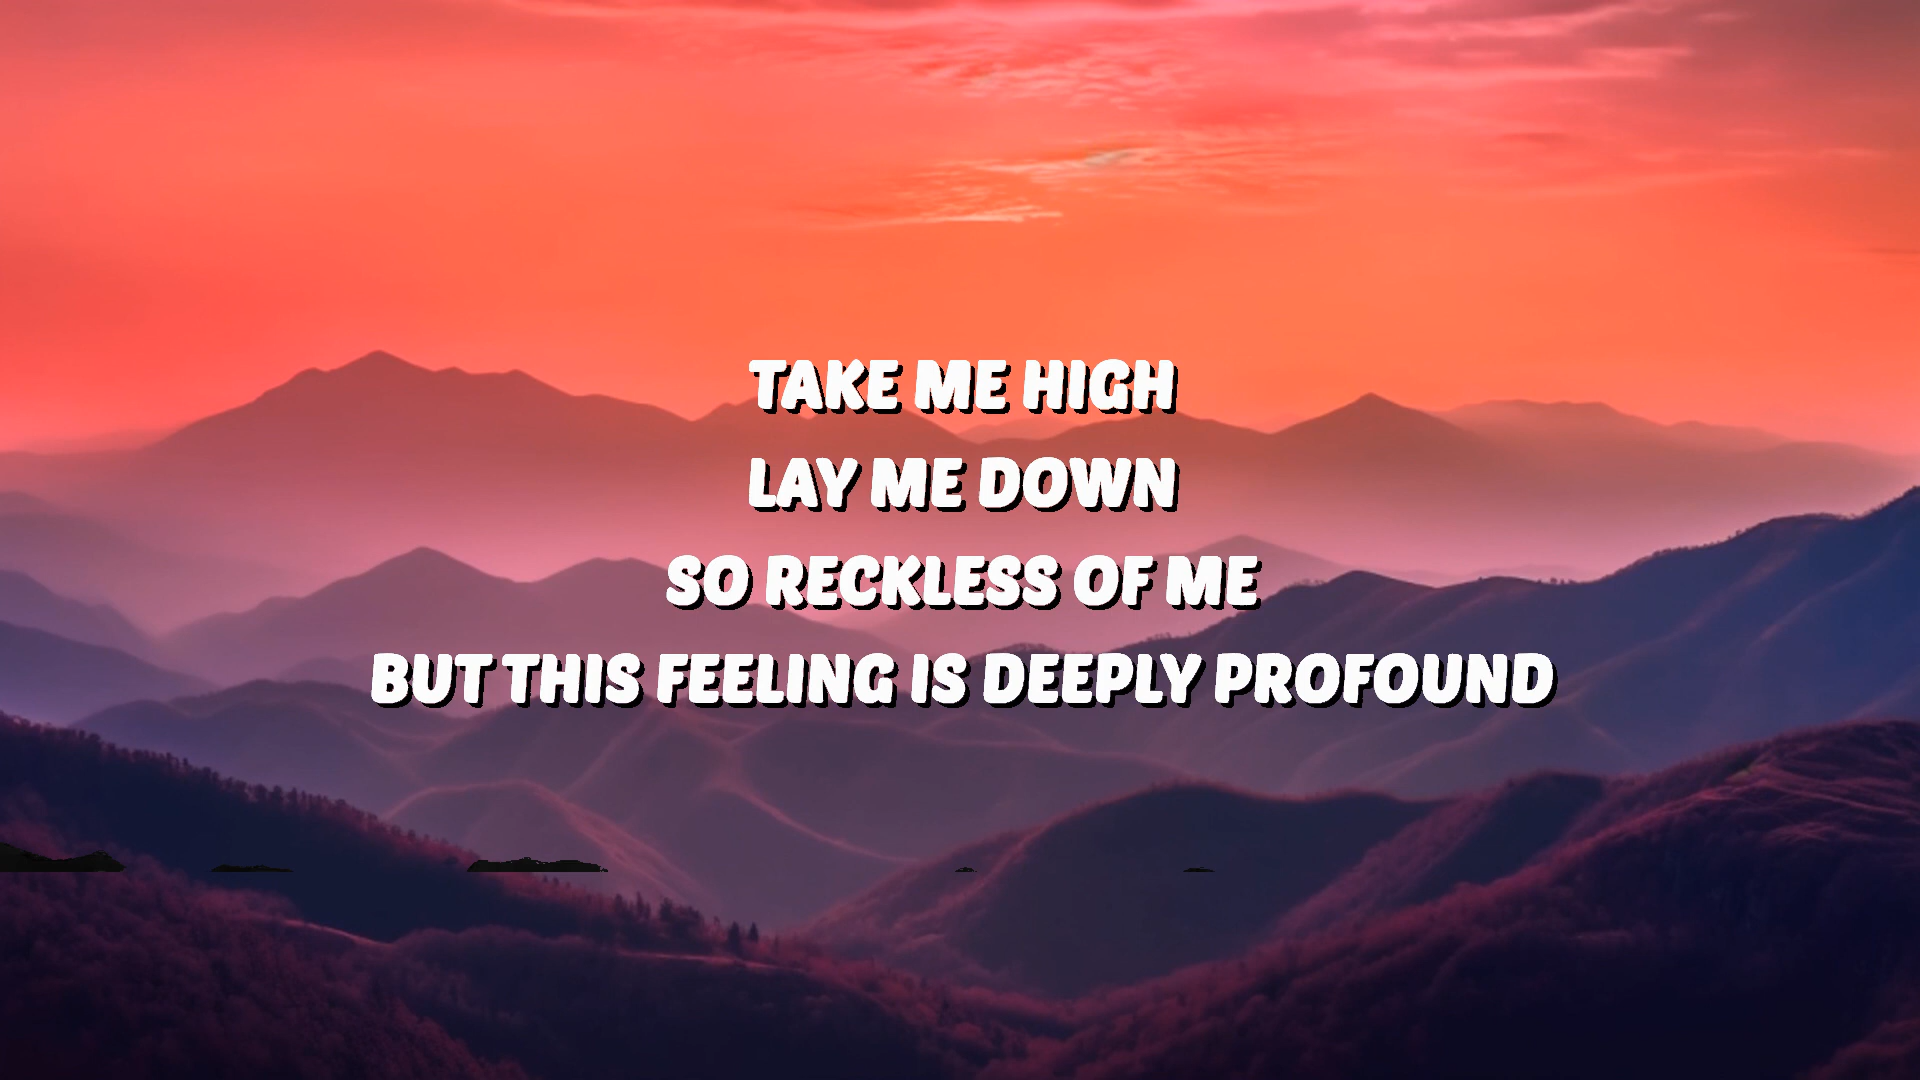 TAKE ME HIGH
LAY ME DOWN
SO RECKLESS OF ME
BUT THIS FEELING IS DEEPLY PROFOUND